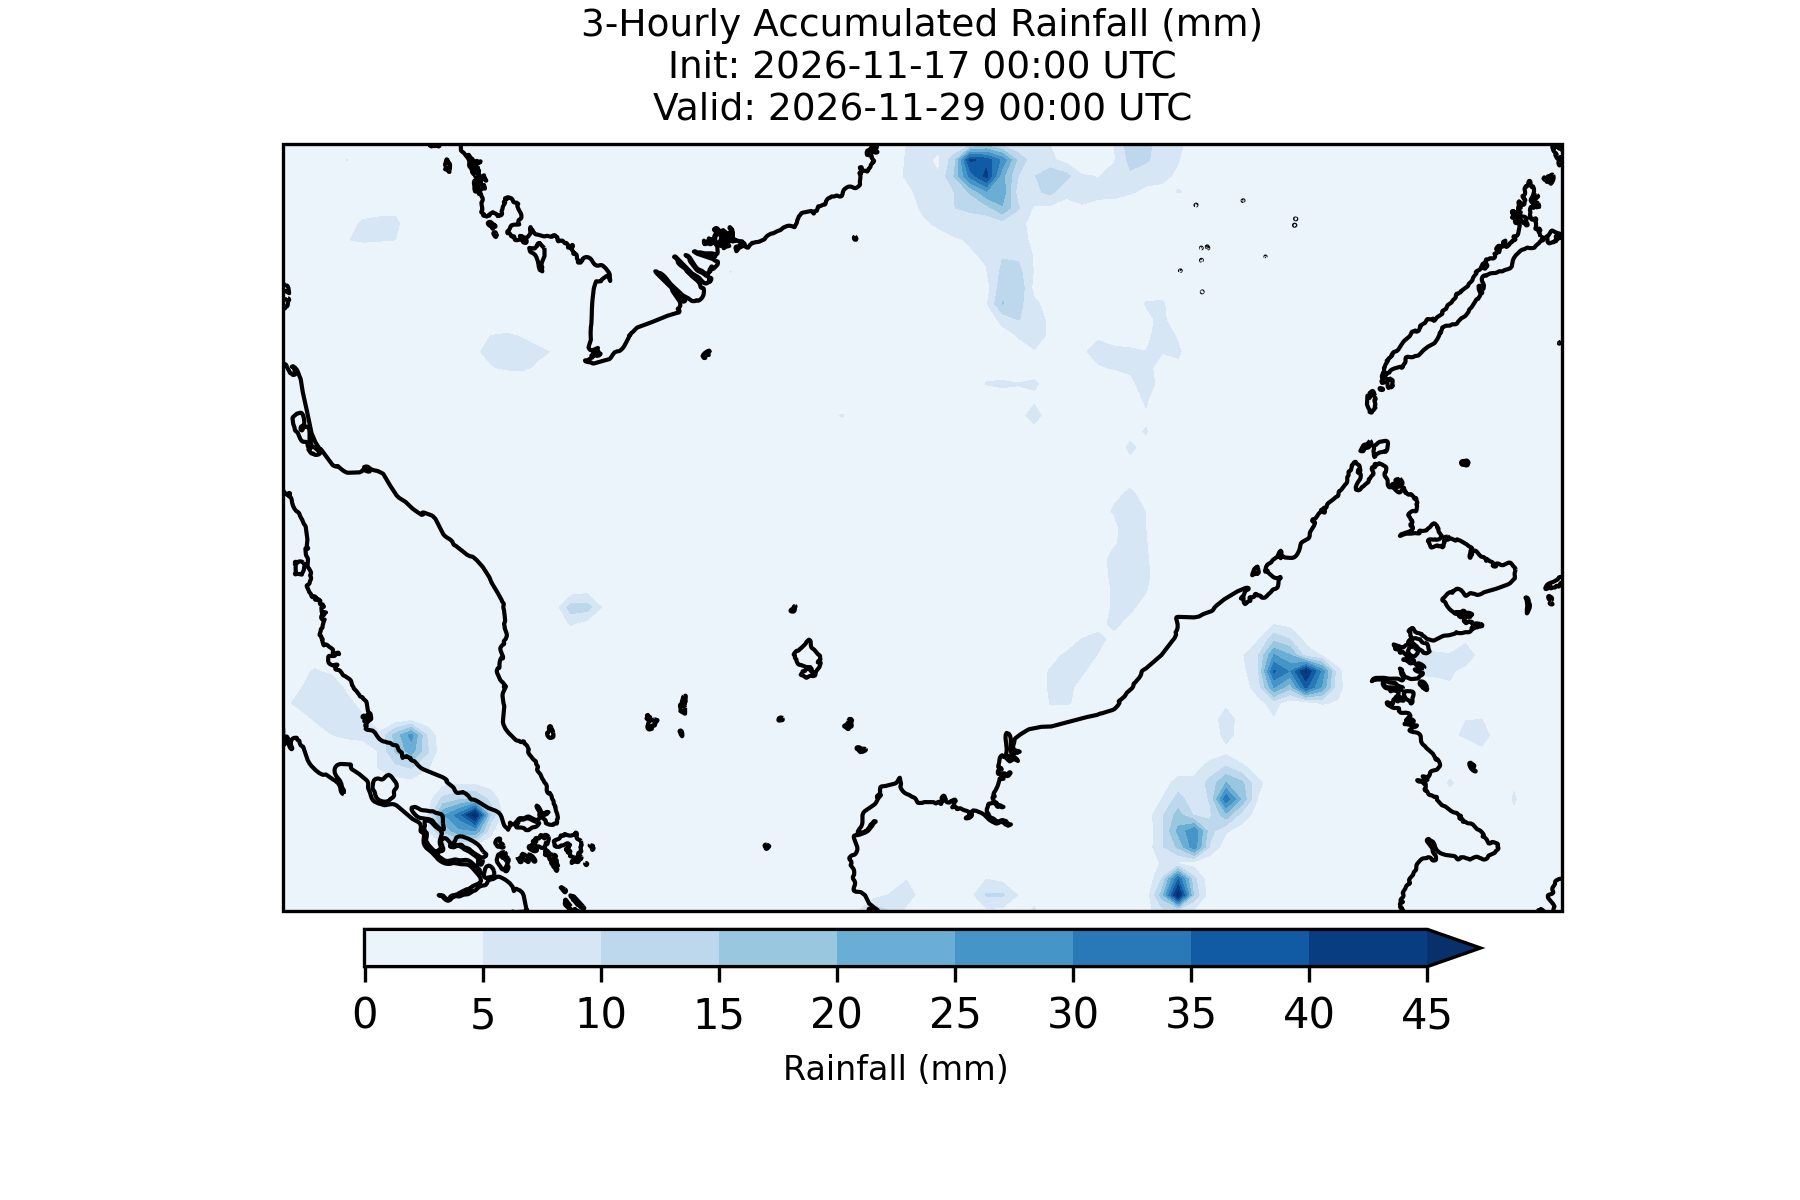 3-Hourly Accumulated Rainfall (mm)
Init: 2026-11-17 00:00 UTC
Valid: 2026-11-29 00:00 UTC
0 5 10 15 20 25 30 35 40 45
Rainfall (mm)